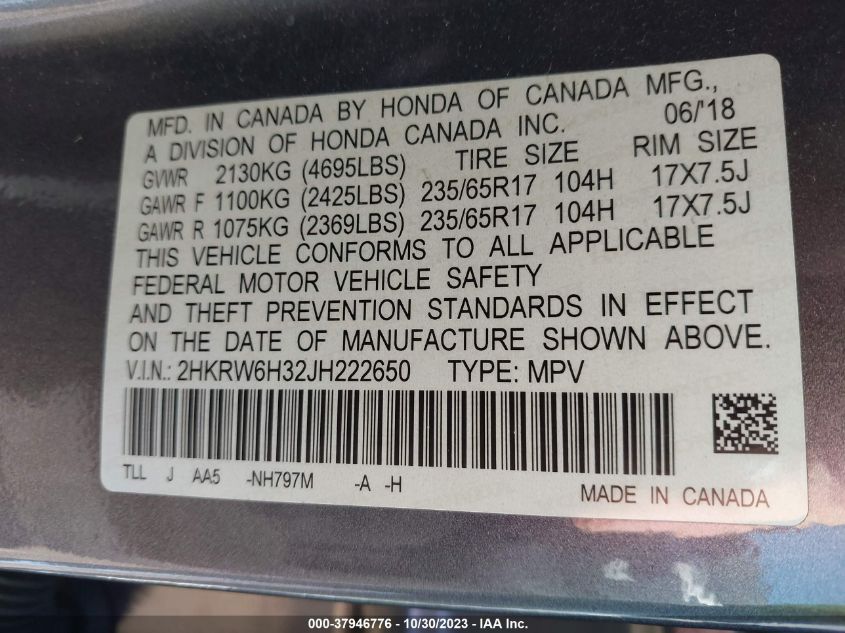 MFD. IN CANADA BY HONDA OF CANADA MFG.,
A DIVISION OF HONDA CANADA INC. 06/'18
GVWR 2130KG (4695LBS) TIRE SIZE RIM SIZE
GAWR F 1100KG (2425LBS) 235/65R17 104H 17X7.5J
GAWR R 1075KG (2369LBS) 235/65R17 104H 17X7.5J
THIS VEHICLE CONFORMS TO ALL APPLICABLE
FEDERAL MOTOR VEHICLE SAFETY
AND THEFT PREVENTION STANDARDS IN EFFECT
ON THE DATE OF MANUFACTURE SHOWN ABOVE.
V.I.N.: 2HKRW6H32JH222650 TYPE: MPV
TLL J AA5 -NH797M -A -H
MADE IN CANADA
000-37946776 - 10/30/2023 - IAA Inc.